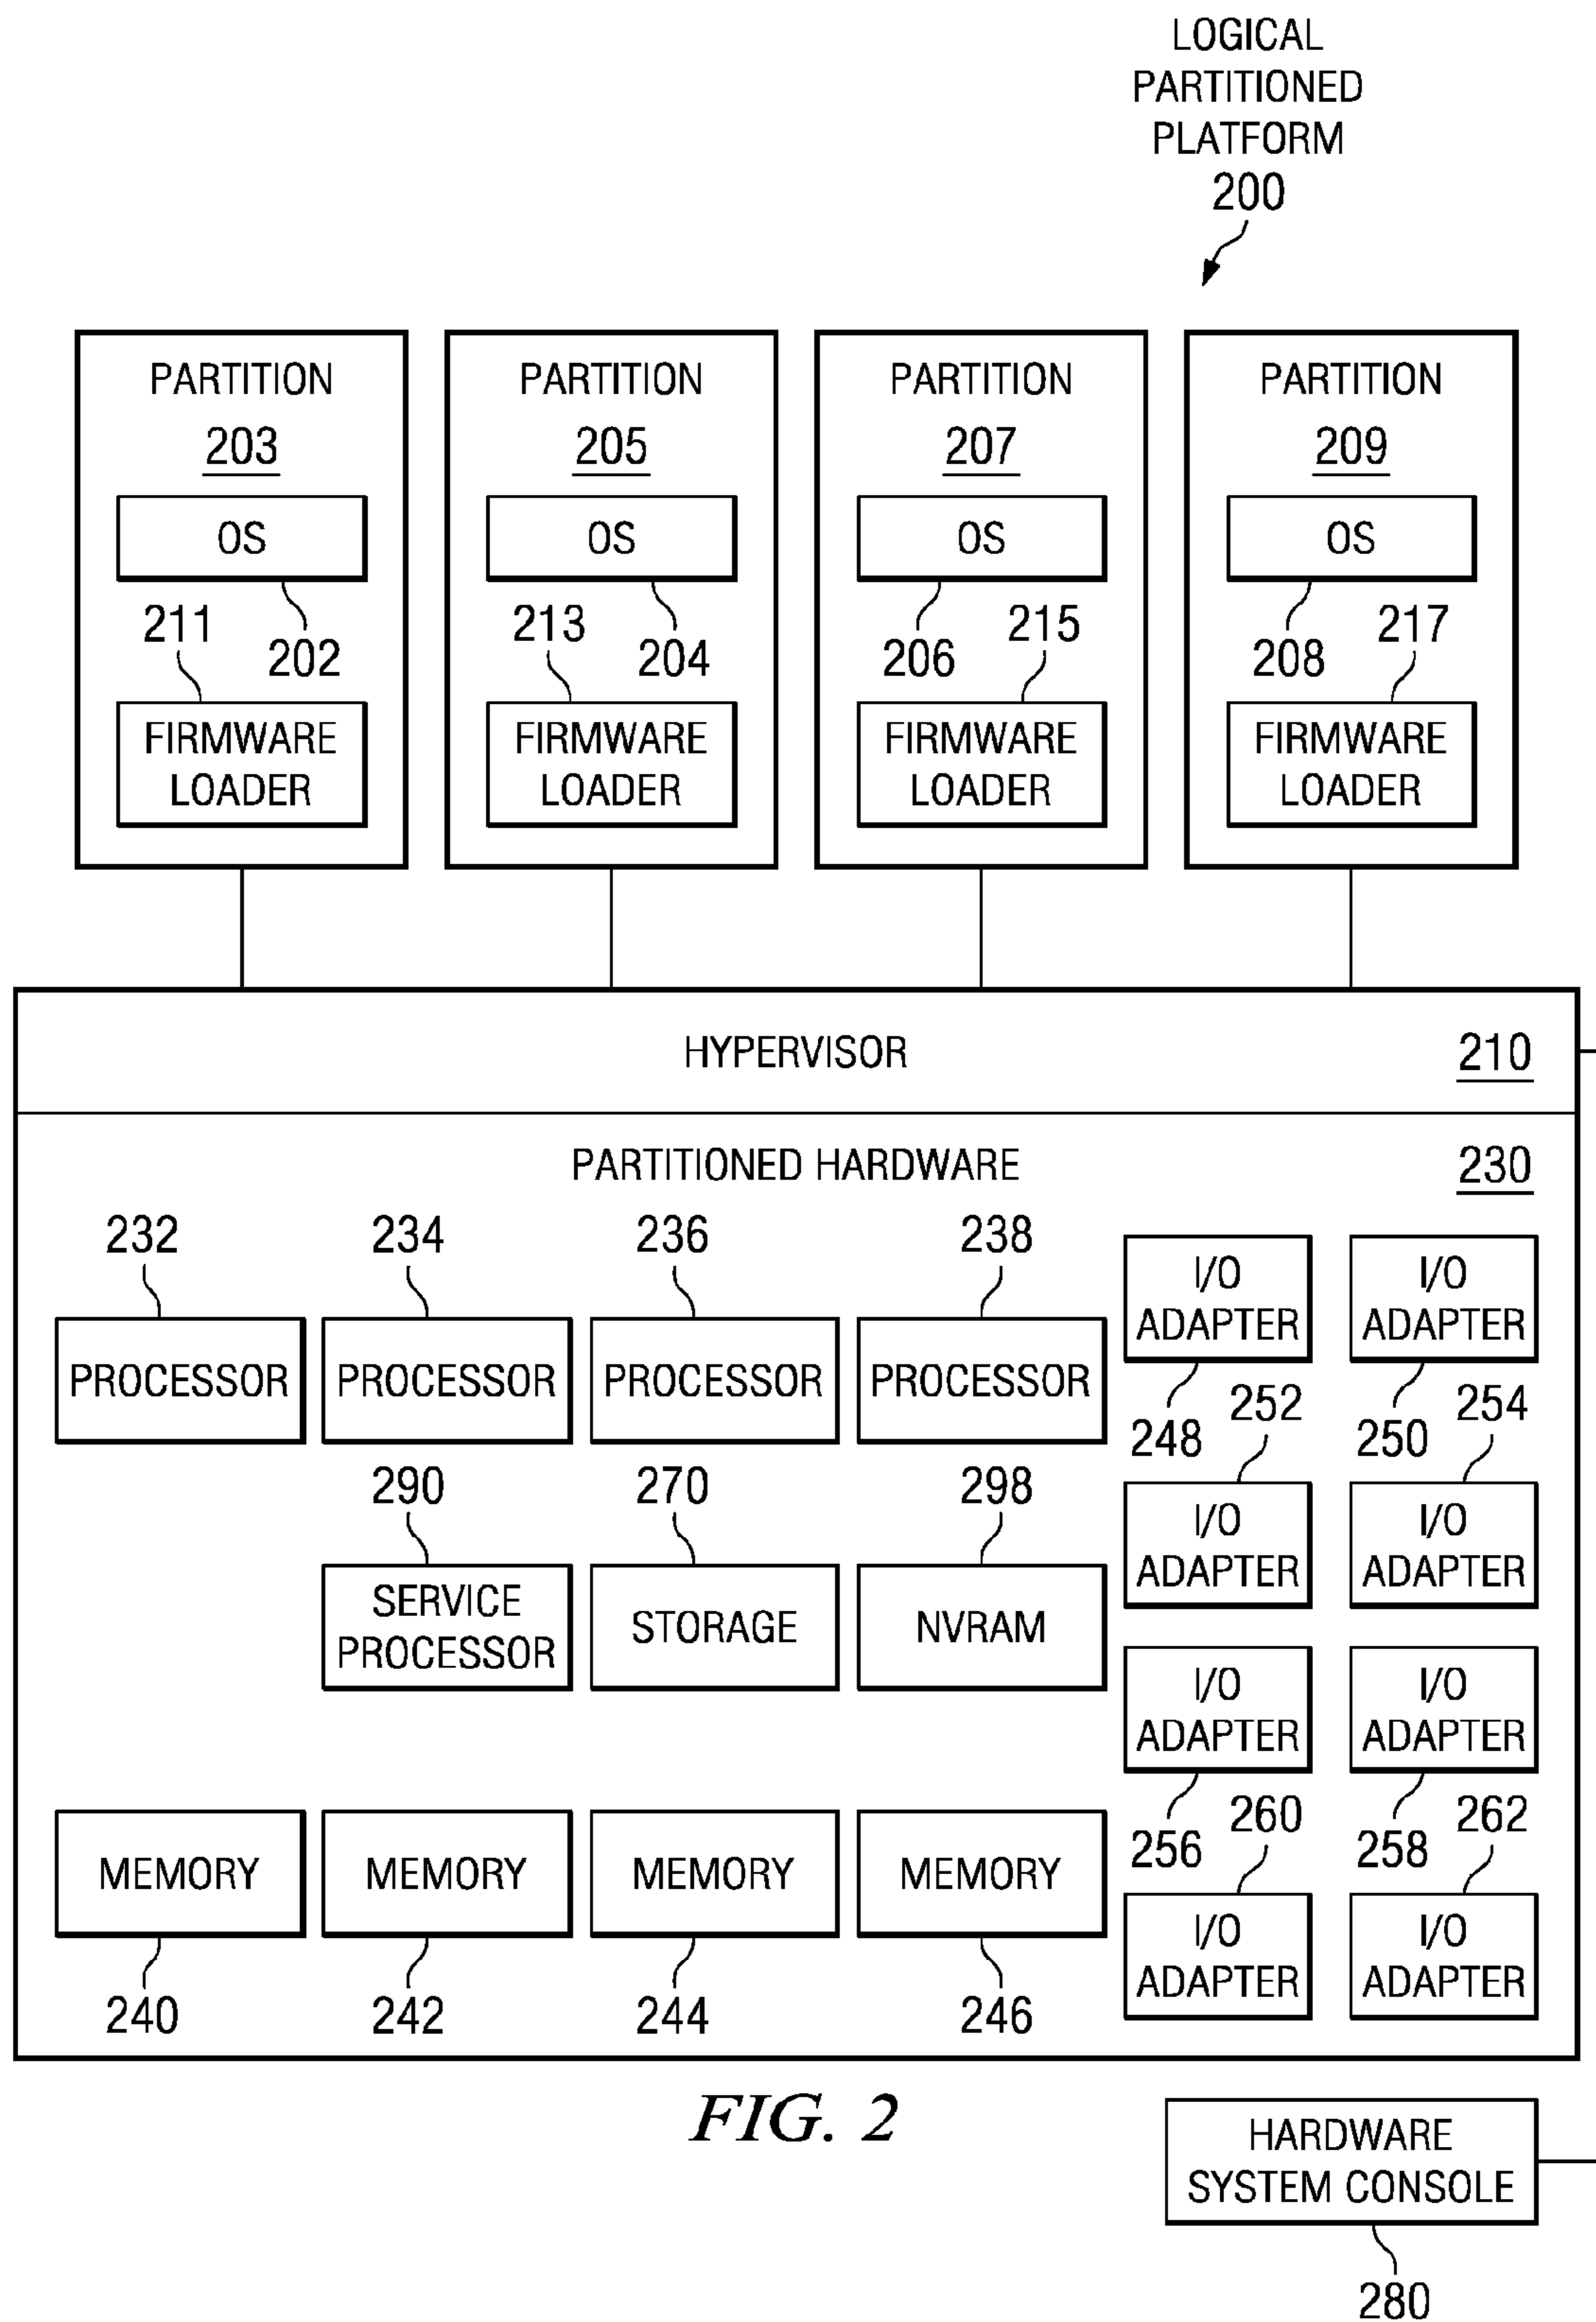 LOGICAL
PARTITIONED
PLATFORM
200
PARTITION PARTITION PARTITION PARTITION
203 205 207 209
OS OS OS OS
211 202 213 204 206 215 208 217
FIRMWARE FIRMWARE FIRMWARE FIRMWARE
LOADER LOADER LOADER LOADER
HYPERVISOR 210
PARTITIONED HARDWARE 230
232 234 236 238
I/O I/O
ADAPTER ADAPTER
PROCESSOR PROCESSOR PROCESSOR PROCESSOR
248 252 250 254
290 270 298
I/O I/O
ADAPTER ADAPTER
SERVICE
PROCESSOR
STORAGE NVRAM
I/O I/O
ADAPTER ADAPTER
256 260 258 262
MEMORY MEMORY MEMORY MEMORY
I/O I/O
ADAPTER ADAPTER
240 242 244 246
FIG. 2
HARDWARE
SYSTEM CONSOLE
280